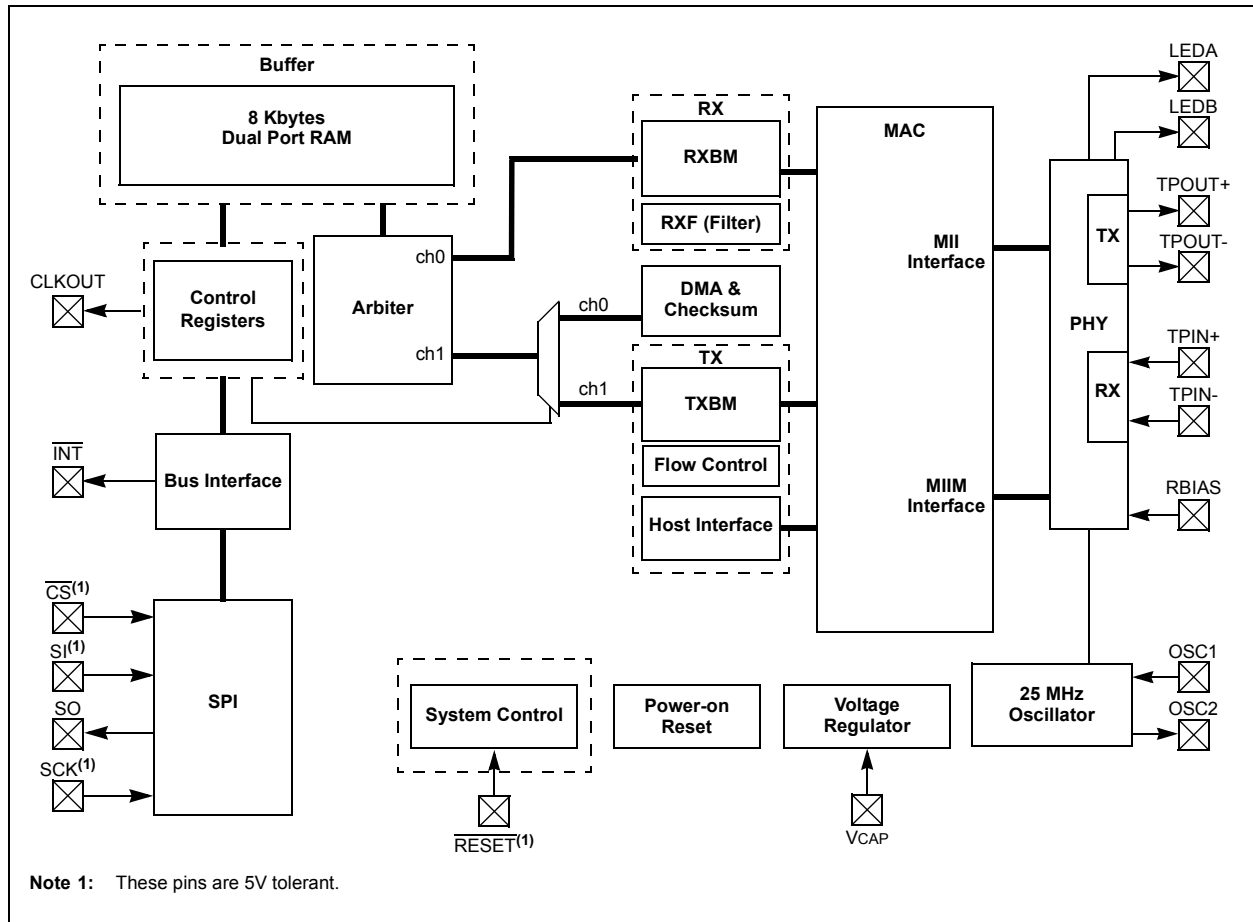 Buffer
8 Kbytes
Dual Port RAM
CLKOUT
Control
Registers
ch0
Arbiter
ch1
INT
Bus Interface
CS(1)
SI(1)
SO
SCK(1)
SPI
RX
RXBM
RXF (Filter)
ch0
DMA &
Checksum
ch1
TX
TXBM
Flow Control
Host Interface
MAC
MII
Interface
MIIM
Interface
PHY
TX
RX
LEDA
LEDB
TPOUT+
TPOUT-
TPIN+
TPIN-
RBIAS
System Control
RESET(1)
Power-on
Reset
Voltage
Regulator
VCAP
25 MHz
Oscillator
OSC1
OSC2
Note 1: These pins are 5V tolerant.